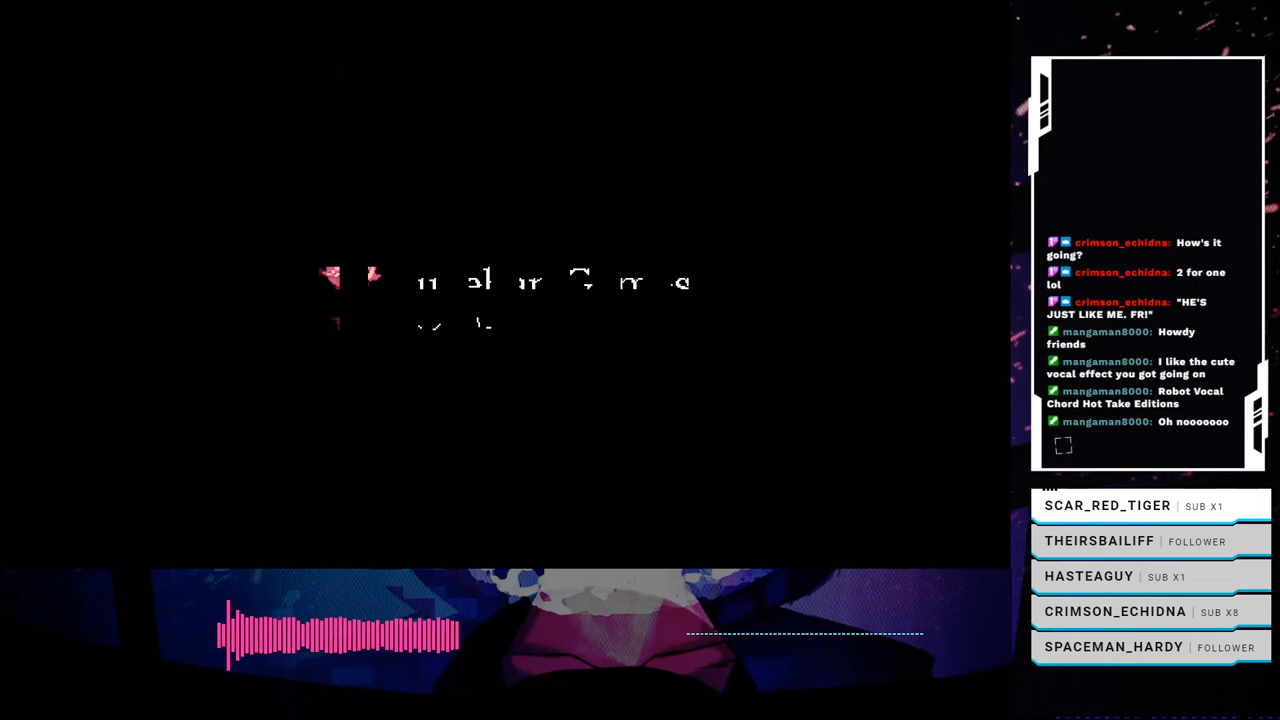 crimson_echidna: How's it
going?
crimson_echidna: 2 for one
lol
crimson_echidna: "HE'S
JUST LIKE ME. FR!"
mangaman8000: Howdy
friends
mangaman8000: I like the cute
vocal effect you got going on
mangaman8000: Robot Vocal
Chord Hot Take Editions
mangaman8000: Oh nooooooo
SCAR_RED_TIGER | SUB X1
THEIRSBAILIFF | FOLLOWER
HASTEAGUY | SUB X1
CRIMSON_ECHIDNA | SUB X8
SPACEMAN_HARDY | FOLLOWER